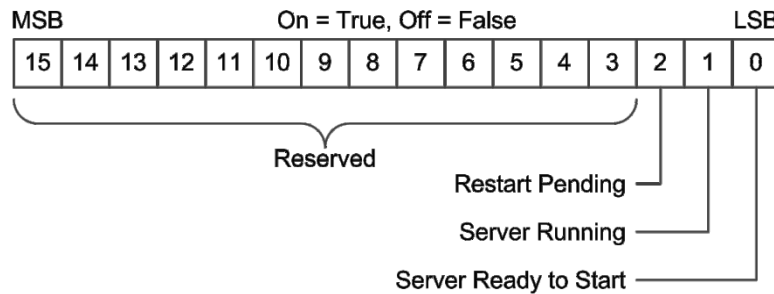 MSB On = True, Off = False LSB
15 14 13 12 11 10 9 8 7 6 5 4 3 2 1 0
Reserved
Restart Pending
Server Running
Server Ready to Start